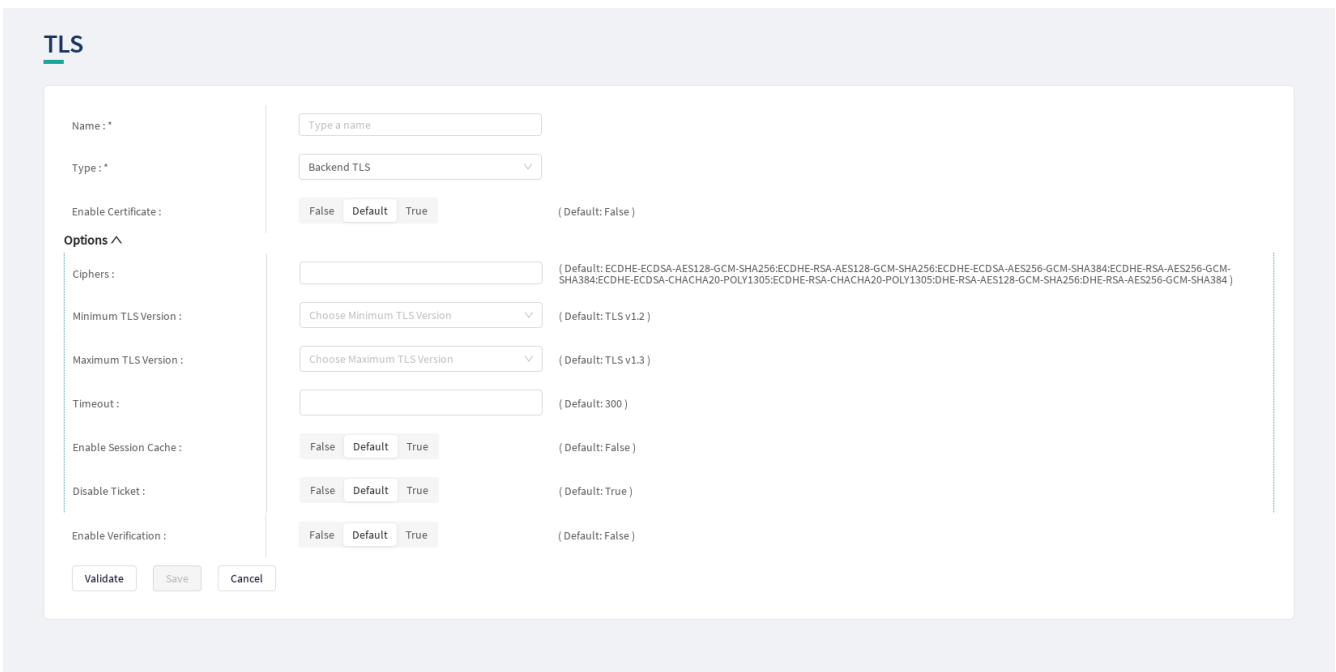 TLS
Name : *
Type a name
Type : *
Backend TLS
Enable Certificate :
False Default True
( Default: False )
Options
Ciphers :
( Default: ECDHE-ECDSA-AES128-GCM-SHA256:ECDHE-RSA-AES128-GCM-SHA256:ECDHE-ECDSA-AES256-GCM-SHA384:ECDHE-RSA-AES256-GCM-
SHA384:ECDHE-ECDSA-CHACHA20-POLY1305:ECDHE-RSA-CHACHA20-POLY1305:DHE-RSA-AES128-GCM-SHA256:DHE-RSA-AES256-GCM-SHA384 )
Minimum TLS Version :
Choose Minimum TLS Version
( Default: TLS v1.2 )
Maximum TLS Version :
Choose Maximum TLS Version
( Default: TLS v1.3 )
Timeout :
( Default: 300 )
Enable Session Cache :
False Default True
( Default: False )
Disable Ticket :
False Default True
( Default: True )
Enable Verification :
False Default True
( Default: False )
Validate Save Cancel